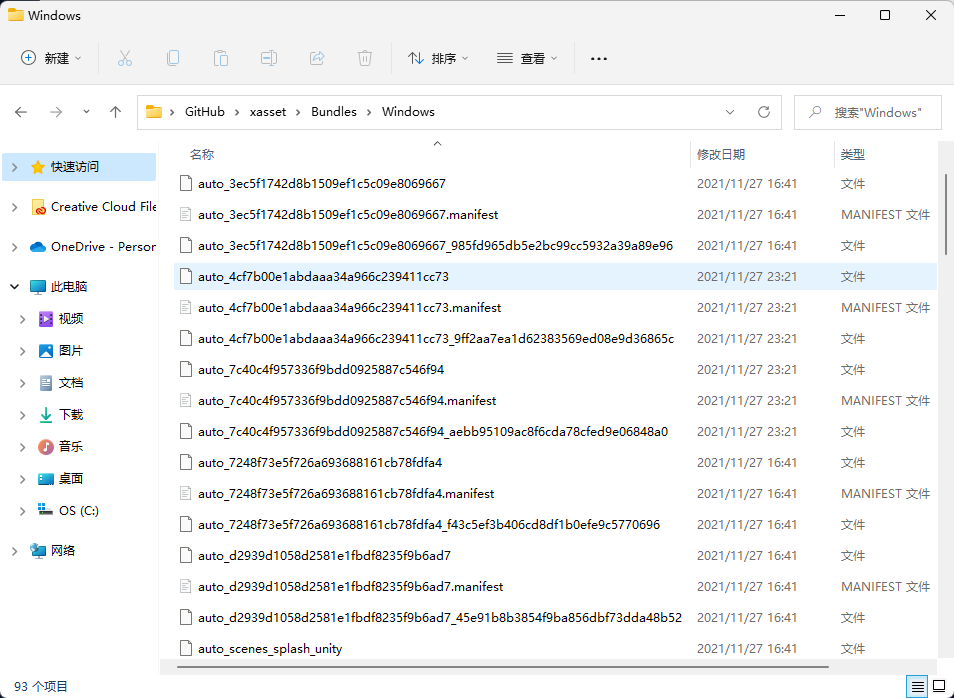 Windows
新建
排序
查看
GitHub > xasset > Bundles > Windows
搜索"Windows"
名称 修改日期 类型
快速访问
Creative Cloud File
OneDrive - Person
此电脑
视频
图片
文档
下载
音乐
桌面
OS (C:)
网络
auto_3ec5f1742d8b1509ef1c5c09e8069667 2021/11/27 16:41 文件
auto_3ec5f1742d8b1509ef1c5c09e8069667.manifest 2021/11/27 16:41 MANIFEST 文件
auto_3ec5f1742d8b1509ef1c5c09e8069667_985fd965db5e2bc99cc5932a39a89e96 2021/11/27 16:41 文件
auto_4cf7b00e1abdaaa34a966c239411cc73 2021/11/27 23:21 文件
auto_4cf7b00e1abdaaa34a966c239411cc73.manifest 2021/11/27 23:21 MANIFEST 文件
auto_4cf7b00e1abdaaa34a966c239411cc73_9ff2aa7ea1d62383569ed08e9d36865c 2021/11/27 23:21 文件
auto_7c40c4f957336f9bdd0925887c546f94 2021/11/27 23:21 文件
auto_7c40c4f957336f9bdd0925887c546f94.manifest 2021/11/27 23:21 MANIFEST 文件
auto_7c40c4f957336f9bdd0925887c546f94_aebb95109ac8f6cda78cfed9e06848a0 2021/11/27 23:21 文件
auto_7248f73e5f726a693688161cb78fdfa4 2021/11/27 16:41 文件
auto_7248f73e5f726a693688161cb78fdfa4.manifest 2021/11/27 16:41 MANIFEST 文件
auto_7248f73e5f726a693688161cb78fdfa4_f43c5ef3b406cd8df1b0efe9c5770696 2021/11/27 16:41 文件
auto_d2939d1058d2581e1fbdf8235f9b6ad7 2021/11/27 16:41 文件
auto_d2939d1058d2581e1fbdf8235f9b6ad7.manifest 2021/11/27 16:41 MANIFEST 文件
auto_d2939d1058d2581e1fbdf8235f9b6ad7_45e91b8b3854f9ba856dbf73dda48b52 2021/11/27 16:41 文件
auto_scenes_splash_unity 2021/11/27 16:41 文件
93 个项目